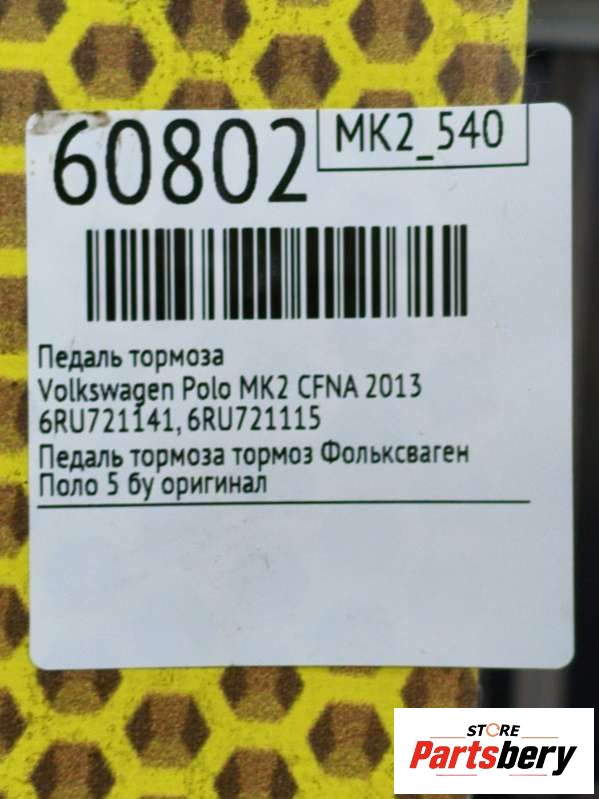 60802
MK2_540
Педаль тормоза
Volkswagen Polo MK2 CFNA 2013
6RU721141, 6RU721115
Педаль тормоза тормоз Фольксваген
Поло 5 бу оригинал
STORE
Partsbery